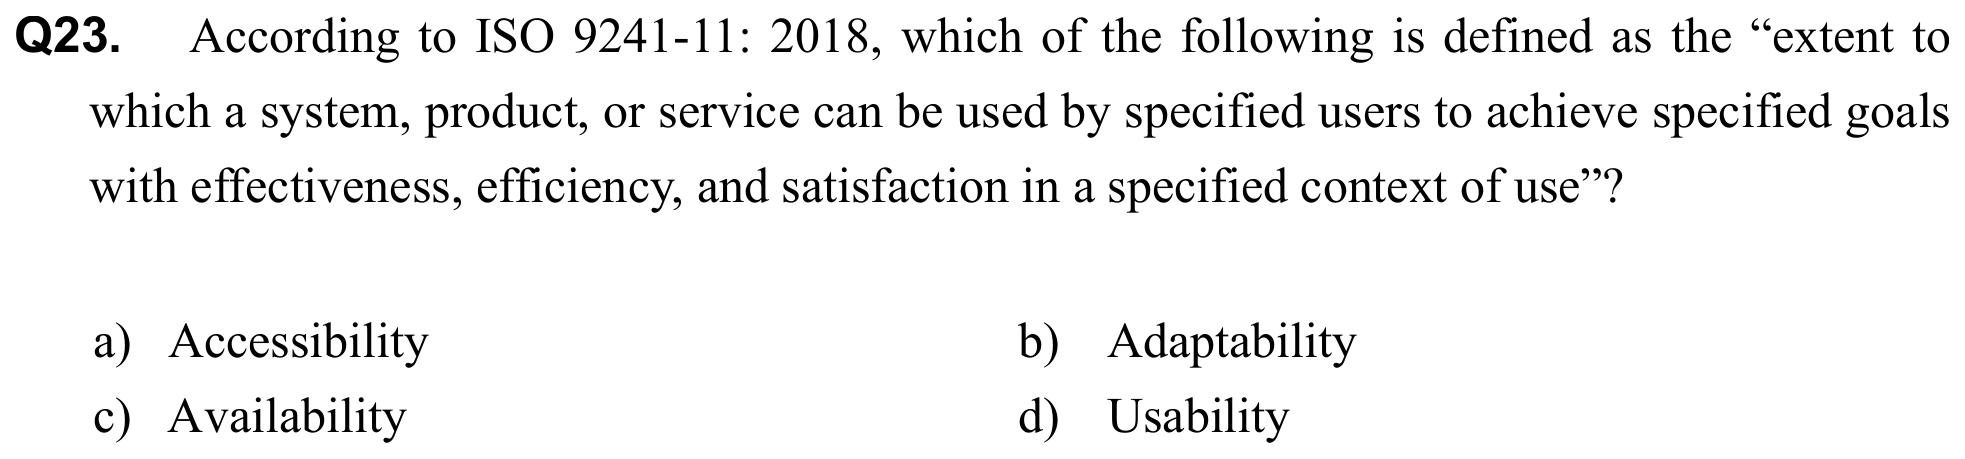 Q23. According to ISO 9241-11: 2018, which of the following is defined as the “extent to
which a system, product, or service can be used by specified users to achieve specified goals
with effectiveness, efficiency, and satisfaction in a specified context of use”?
a) Accessibility b) Adaptability
c) Availability d) Usability